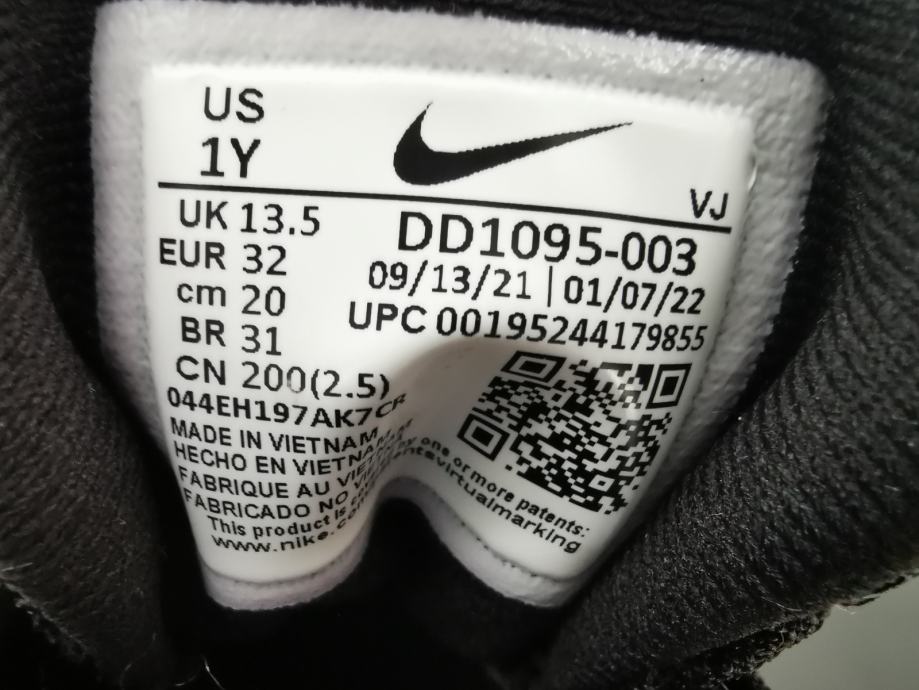 US
1Y
VJ
UK 13.5
EUR 32
cm 20
BR 31
CN 200(2.5)
DD1095-003
09/13/21 | 01/07/22
UPC 00195244179855
044EH197AK7CR
MADE IN VIETNAM
HECHO EN VIETNAM
FABRIQUE AU VIETNAM
FABRICADO NO
This product is by one or more patents:
www.nike.com